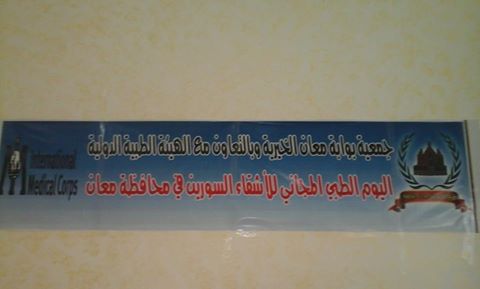 جمعية بوابة معان الخيرية وبالتعاون مع الهيئة الطبية الدولية
اليوم الطبي المجاني للأشقاء السورين في محافظة معان
International
Medical Corps